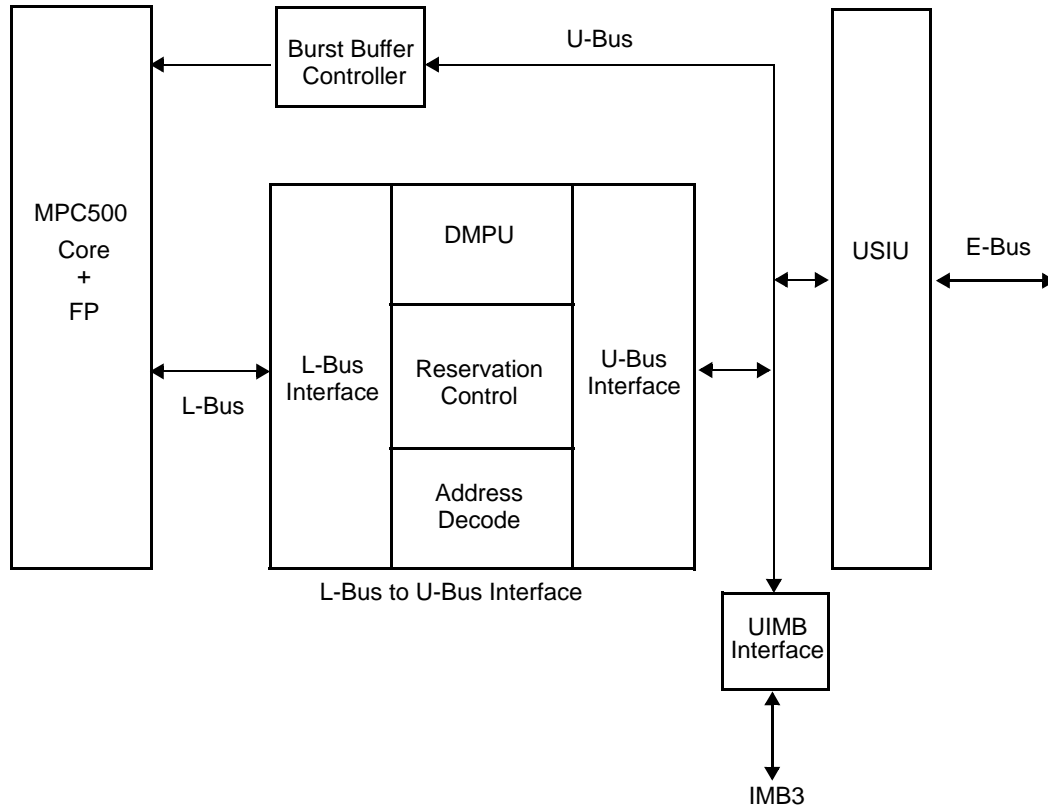 Burst Buffer
Controller
U-Bus
MPC500
Core
+
FP
DMPU
USIU
E-Bus
L-Bus
Interface
Reservation
Control
U-Bus
Interface
L-Bus
Address
Decode
L-Bus to U-Bus Interface
UIMB
Interface
IMB3